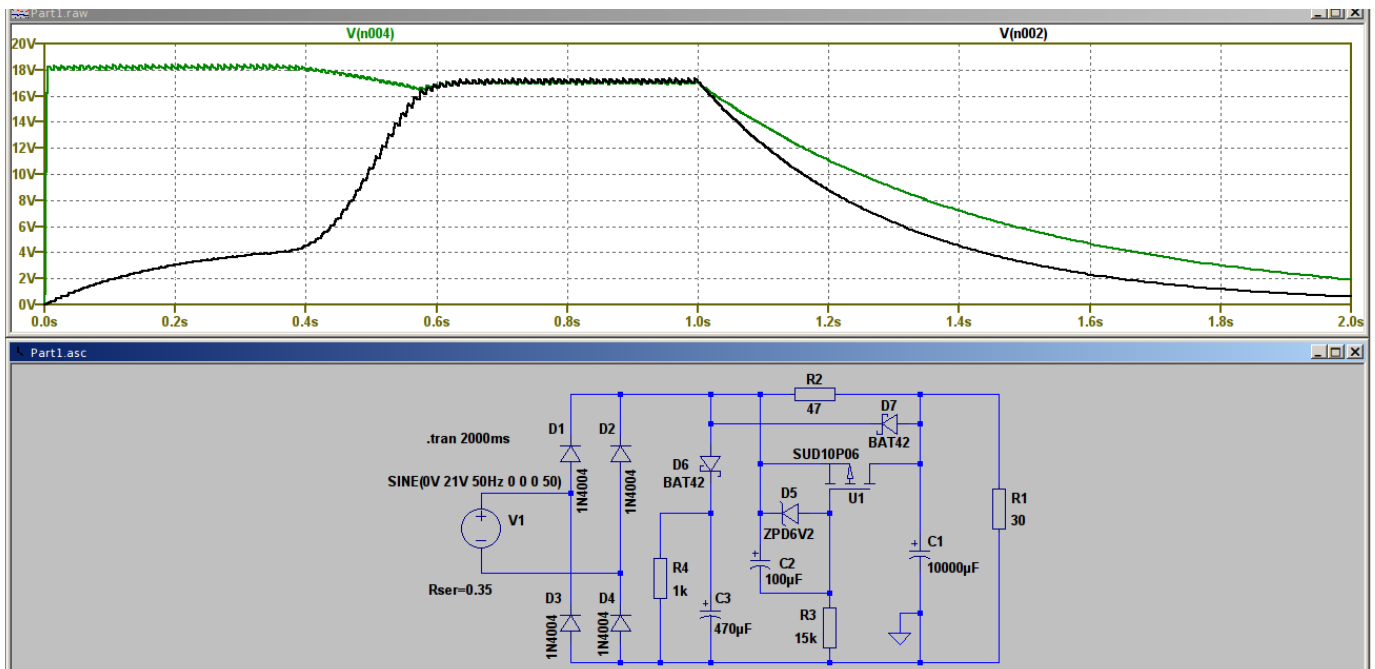 Part1.raw
V(n004)
V(n002)
20V
18V
16V
14V
12V
10V
8V
6V
4V
2V
0V
0.0s 0.2s 0.4s 0.6s 0.8s 1.0s 1.2s 1.4s 1.6s 1.8s 2.0s
Part1.asc
.tran 2000ms
SINE(0V 21V 50Hz 0 0 0 50)
V1
Rser=0.35
D1
1N4004
D2
1N4004
D3
1N4004
D4
1N4004
D6
BAT42
R4
1k
C3
470µF
R2
47
D7
BAT42
SUD10P06
U1
D5
ZPD6V2
C2
100µF
R3
15k
C1
10000µF
R1
30